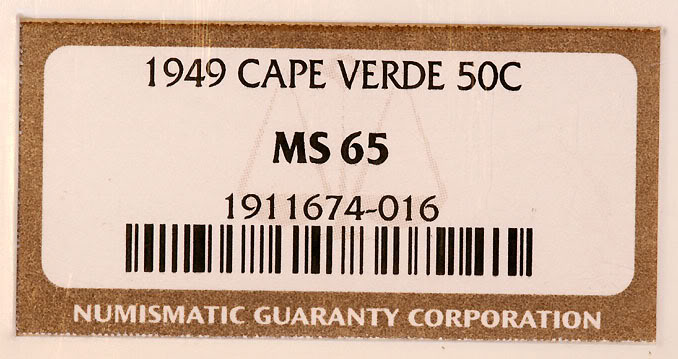 1949 CAPE VERDE 50C
MS 65
1911674-016
NUMISMATIC GUARANTY CORPORATION